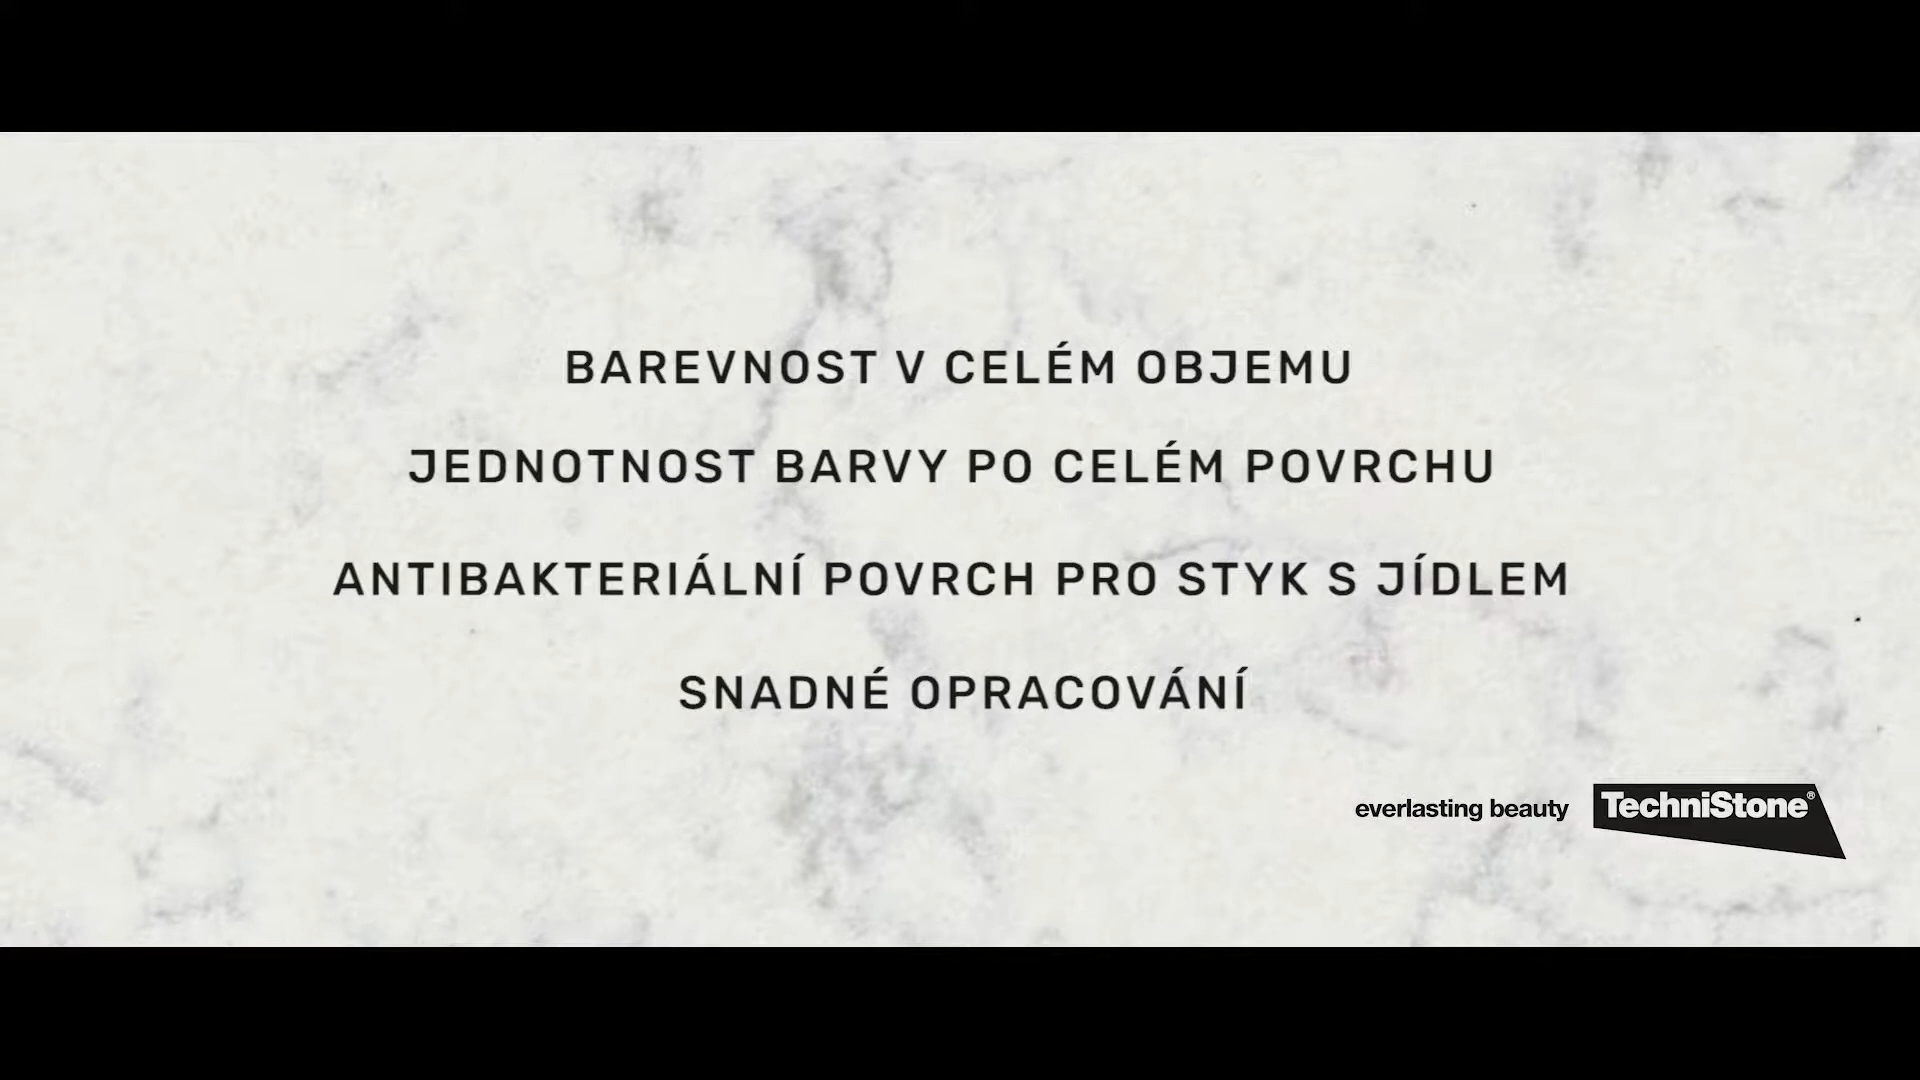 BAREVNOST V CELÉM OBJEMU
JEDNOTNOST BARVY PO CELÉM POVRCHU
ANTIBAKTERIÁLNÍ POVRCH PRO STYK S JÍDLEM
SNADNÉ OPRACOVÁNÍ
everlasting beauty TechniStone®